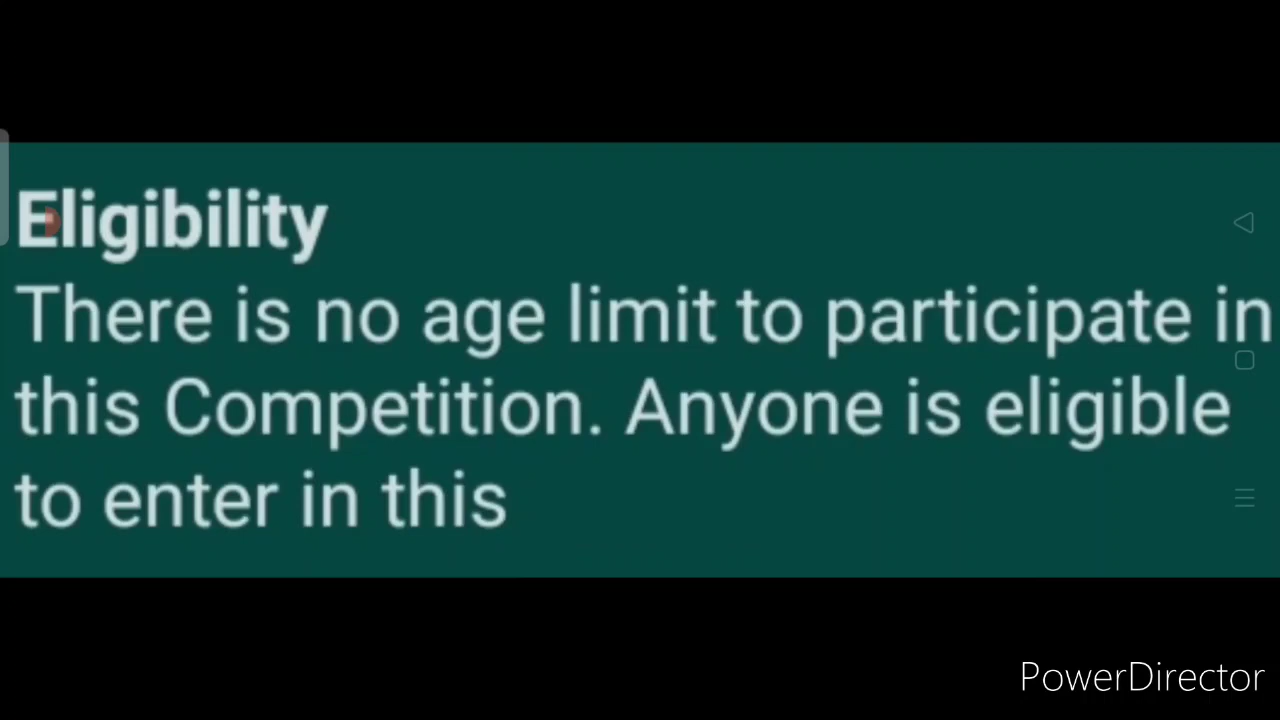 Eligibility
There is no age limit to participate in
this Competition. Anyone is eligible
to enter in this
PowerDirector